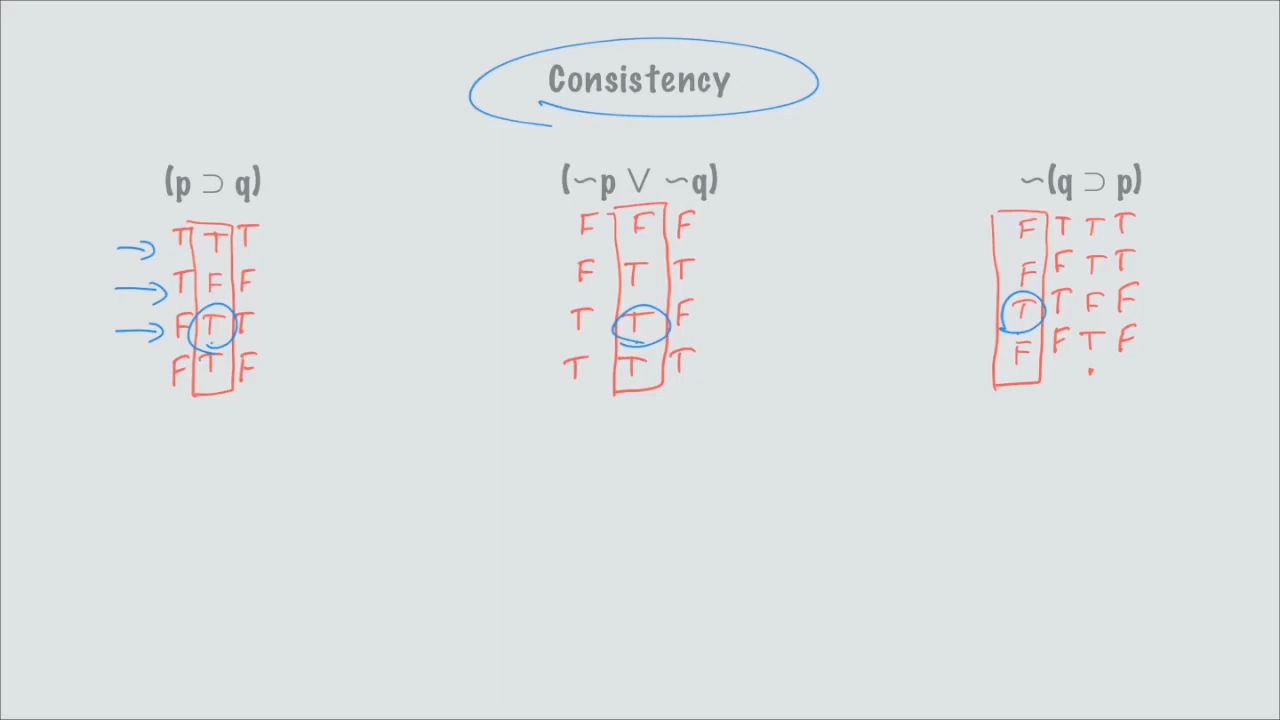 Consistency
(p ⊃ q) (∼p ∨ ∼q) ∼(q ⊃ p)
T T T F F F F T T T
T F F F T T F F T T
F T T T T F T T F F
F T F T T T F F T F